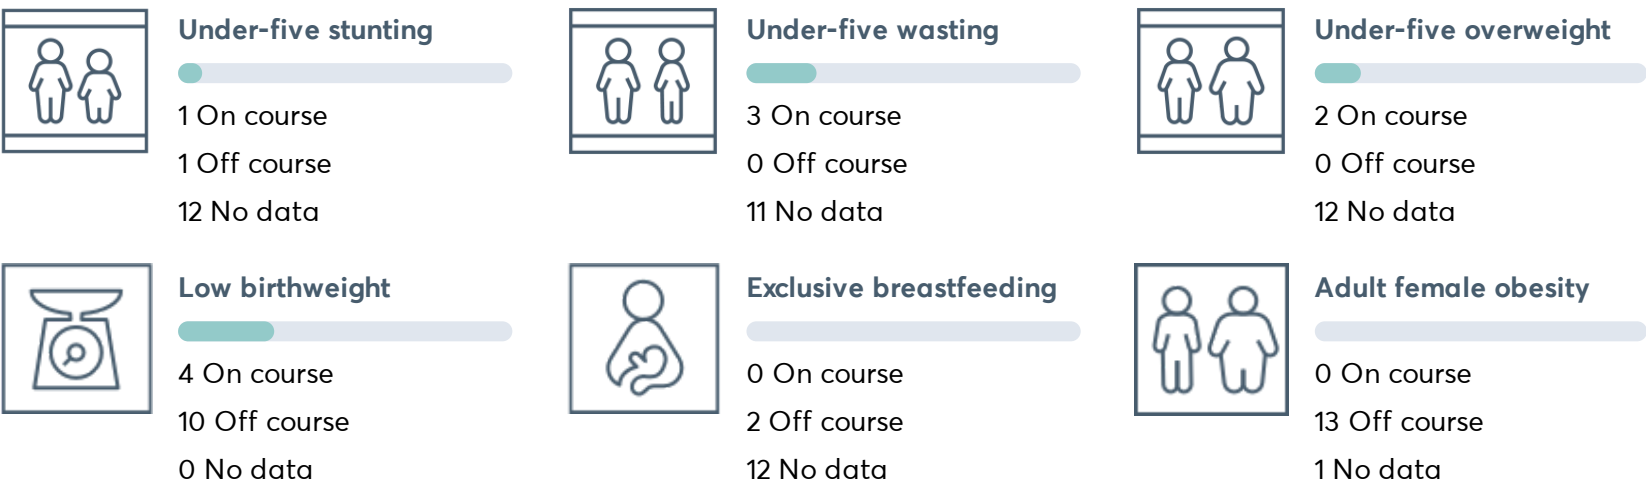 Under-five stunting
1 On course
1 Off course
12 No data
Under-five wasting
3 On course
0 Off course
11 No data
Under-five overweight
2 On course
0 Off course
12 No data
Low birthweight
4 On course
10 Off course
0 No data
Exclusive breastfeeding
0 On course
2 Off course
12 No data
Adult female obesity
0 On course
13 Off course
1 No data